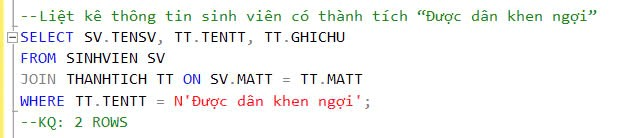 --Liệt kê thông tin sinh viên có thành tích “Được dân khen ngợi”
SELECT SV.TENSV, TT.TENTT, TT.GHICHU
FROM SINHVIEN SV
JOIN THANHTICH TT ON SV.MATT = TT.MATT
WHERE TT.TENTT = N'Được dân khen ngợi';
--KQ: 2 ROWS